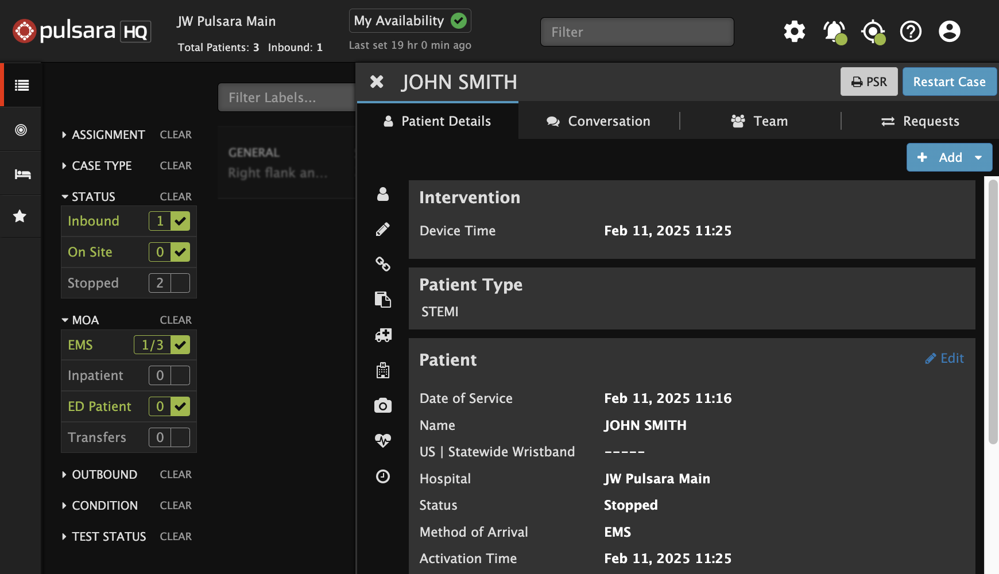 pulsara HQ
JW Pulsara Main
Total Patients: 3 Inbound: 1
My Availability
Last set 19 hr 0 min ago
Filter
Filter Labels...
ASSIGNMENT CLEAR
CASE TYPE CLEAR
STATUS CLEAR
Inbound 1
On Site 0
Stopped 2
MOA CLEAR
EMS 1/3
Inpatient 0
ED Patient 0
Transfers 0
OUTBOUND CLEAR
CONDITION CLEAR
TEST STATUS CLEAR
GENERAL
Right flank an...
JOHN SMITH
PSR
Restart Case
Patient Details
Conversation
Team
Requests
Add
Intervention
Device Time Feb 11, 2025 11:25
Patient Type
STEMI
Patient
Edit
Date of Service Feb 11, 2025 11:16
Name JOHN SMITH
US | Statewide Wristband -----
Hospital JW Pulsara Main
Status Stopped
Method of Arrival EMS
Activation Time Feb 11, 2025 11:25